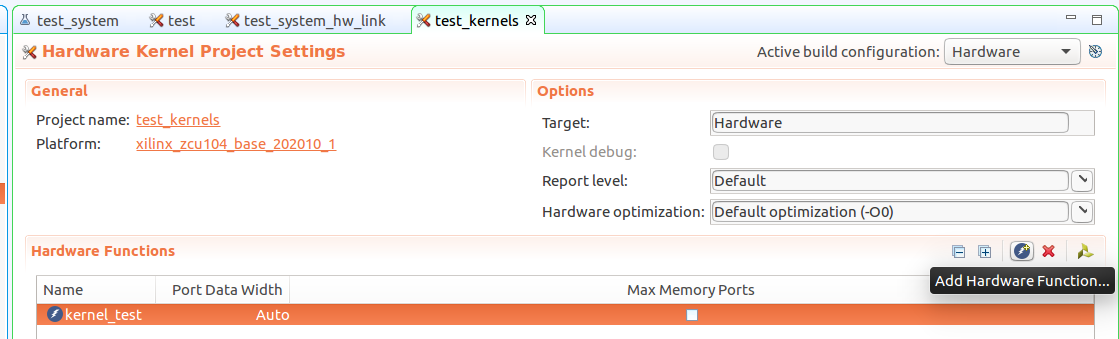 test_system test test_system_hw_link test_kernels
Hardware Kernel Project Settings Active build configuration: Hardware
General Options
Project name: test_kernels Target: Hardware
Platform: xilinx_zcu104_base_202010_1 Kernel debug:
Report level: Default
Hardware optimization: Default optimization (-O0)
Hardware Functions
Add Hardware Function...
Name Port Data Width Max Memory Ports
kernel_test Auto